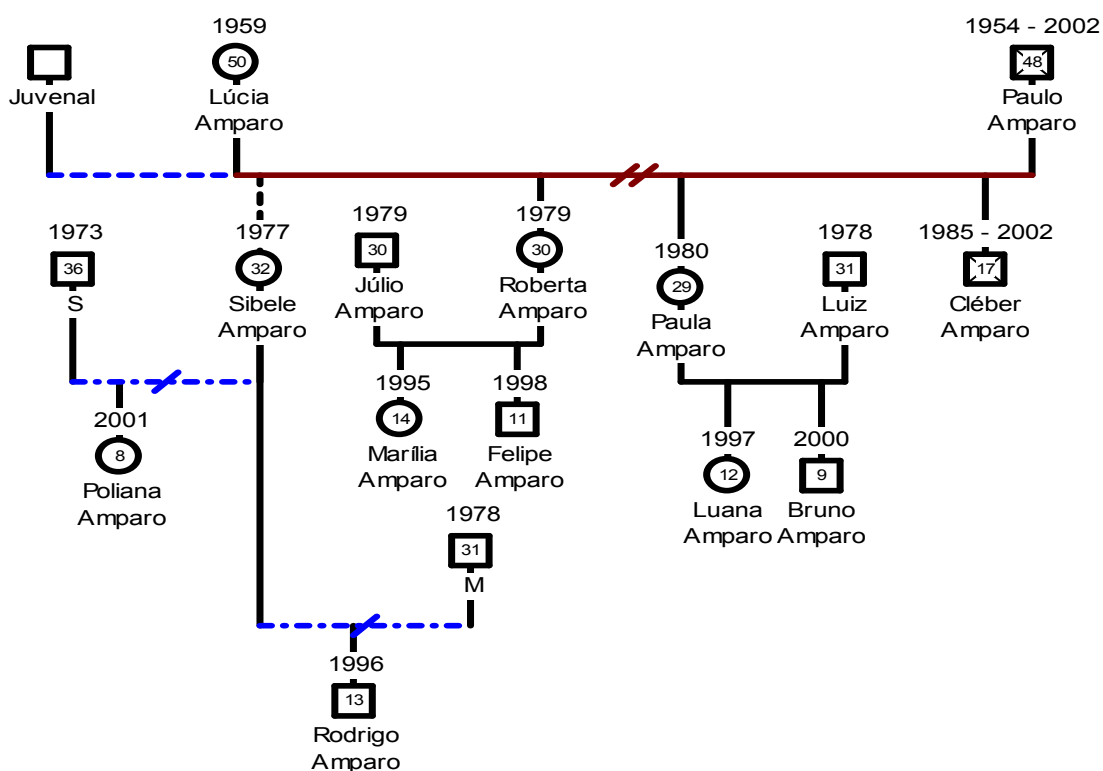 1959
1954 - 2002
50
48
Juvenal
Lúcia
Amparo
Paulo
Amparo
1973
1977
1979
1979
1980
1978
1985 - 2002
36
32
30
30
29
31
17
S
Sibele
Amparo
Júlio
Amparo
Roberta
Amparo
Paula
Amparo
Luiz
Amparo
Cléber
Amparo
2001
1995
1998
1997
2000
8
14
11
12
9
Poliana
Amparo
Marília
Amparo
Felipe
Amparo
Luana
Amparo
Bruno
Amparo
1978
31
M
1996
13
Rodrigo
Amparo